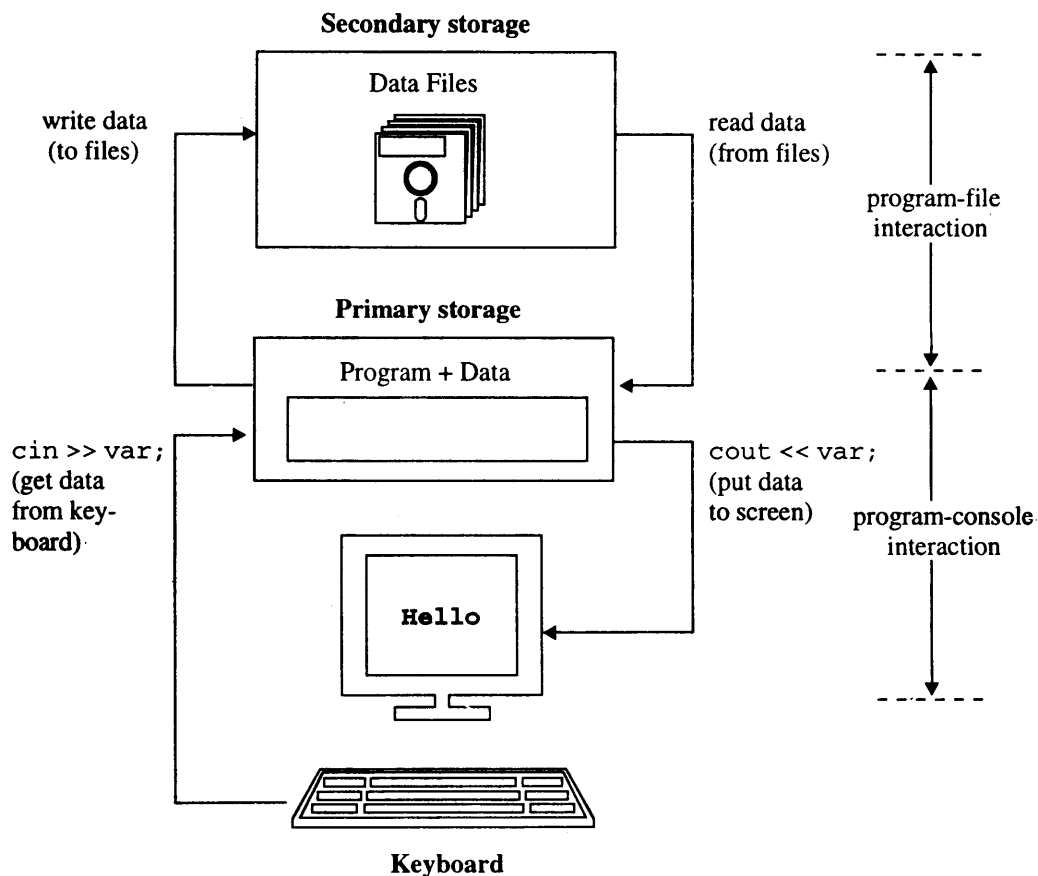 Secondary storage
Data Files
write data
(to files)
read data
(from files)
program-file
interaction
Primary storage
Program + Data
cin >> var;
(get data
from key-
board)
cout << var;
(put data
to screen)
program-console
interaction
Hello
Keyboard